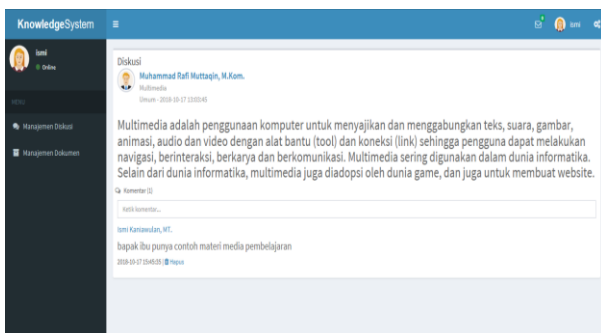 KnowledgeSystem
ismi
ismi
Online
MENU
Manajemen Diskusi
Manajemen Dokumen
Diskusi
Muhammad Rafi Muttaqin, M.Kom.
Multimedia
Umum - 2018-10-17 13:03:45
Multimedia adalah penggunaan komputer untuk menyajikan dan menggabungkan teks, suara, gambar,
animasi, audio dan video dengan alat bantu (tool) dan koneksi (link) sehingga pengguna dapat melakukan
navigasi, berinteraksi, berkarya dan berkomunikasi. Multimedia sering digunakan dalam dunia informatika.
Selain dari dunia informatika, multimedia juga diadopsi oleh dunia game, dan juga untuk membuat website.
Komentar (1)
Ketik komentar...
Ismi Kaniawulan, MT.
bapak ibu punya contoh materi media pembelajaran
2018-10-17 15:45:35 | Hapus